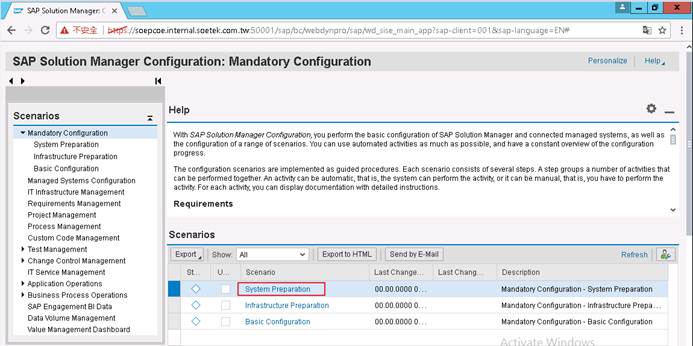 SAP Solution Manager: C
不安全
https://soepcoe.internal.soetek.com.tw:50001/sap/bc/webdynpro/sap/wd_sise_main_app?sap-client=001&sap-language=EN#
SAP Solution Manager Configuration: Mandatory Configuration
Personalize
Help
Scenarios
Mandatory Configuration
System Preparation
Infrastructure Preparation
Basic Configuration
Managed Systems Configuration
IT Infrastructure Management
Requirements Management
Project Management
Process Management
Custom Code Management
Test Management
Change Control Management
IT Service Management
Application Operations
Business Process Operations
SAP Engagement BI Data
Data Volume Management
Value Management Dashboard
Help
With SAP Solution Manager Configuration, you perform the basic configuration of SAP Solution Manager and connected managed systems, as well as
the configuration of a range of scenarios. You can use automated activities as much as possible, and have a constant overview of the configuration
progress.
The configuration scenarios are implemented as guided procedures. Each scenario consists of several steps. A step groups a number of activities that
can be performed together. An activity can be automatic, that is, the system can perform the activity, or it can be manual, that is, you have to perform the
activity. For each activity, you can display documentation with detailed instructions.
Requirements
Scenarios
Export
Show:
All
Export to HTML
Send by E-Mail
Refresh
St... U... Scenario Last Change... Last Chang... Description
System Preparation 00.00.0000 0... Mandatory Configuration - System Preparation
Infrastructure Preparation 00.00.0000 0... Mandatory Configuration - Infrastructure Prepa...
Basic Configuration 00.00.0000 0... Mandatory Configuration - Basic Configuration
Activate Windows